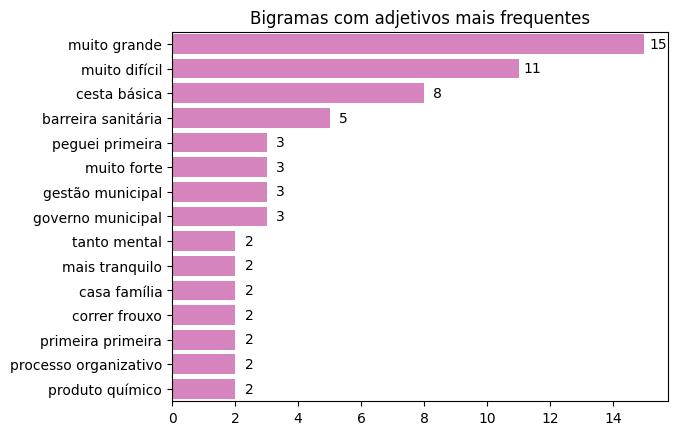 Bigramas com adjetivos mais frequentes
muito grande 15
muito difícil 11
cesta básica 8
barreira sanitária 5
peguei primeira 3
muito forte 3
gestão municipal 3
governo municipal 3
tanto mental 2
mais tranquilo 2
casa família 2
correr frouxo 2
primeira primeira 2
processo organizativo 2
produto químico 2
0 2 4 6 8 10 12 14